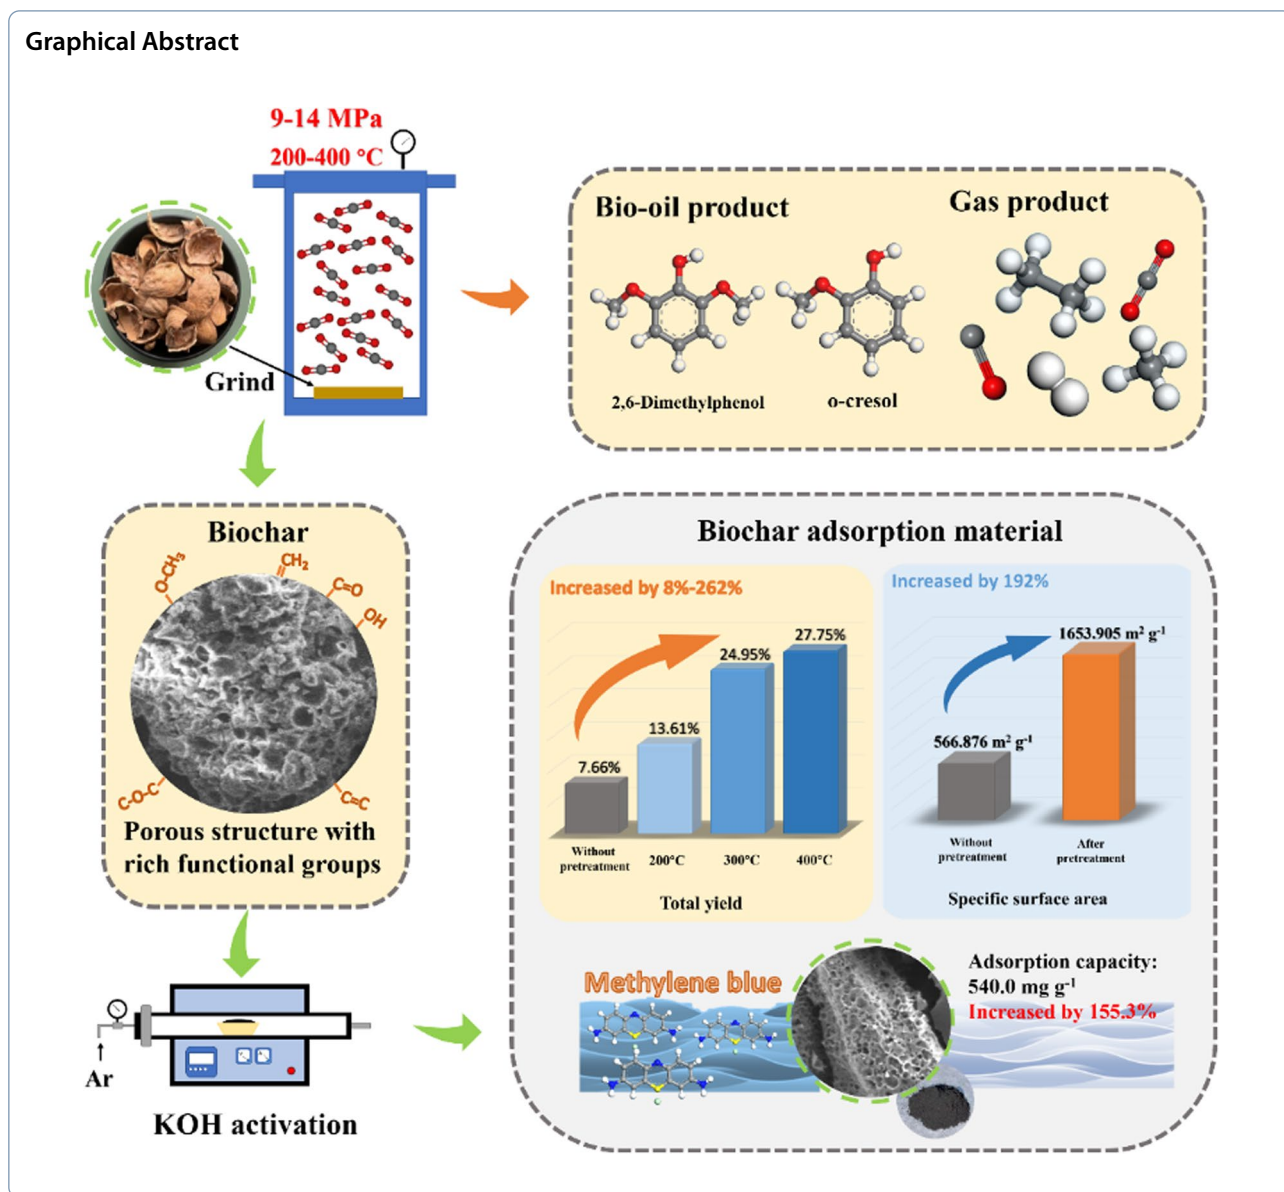 Graphical Abstract
9-14 MPa
200-400 °C
Grind
Bio-oil product
Gas product
2,6-Dimethylphenol
o-cresol
Biochar
O-CH₃
=CH₂
C=O
OH
C-O-C
C=C
Porous structure with
rich functional groups
Ar
KOH activation
Biochar adsorption material
Increased by 8%-262%
7.66%
13.61%
24.95%
27.75%
Without
pretreatment
200°C
300°C
400°C
Total yield
Increased by 192%
566.876 m² g⁻¹
1653.905 m² g⁻¹
Without
pretreatment
After
pretreatment
Specific surface area
Methylene blue
Adsorption capacity:
540.0 mg g⁻¹
Increased by 155.3%